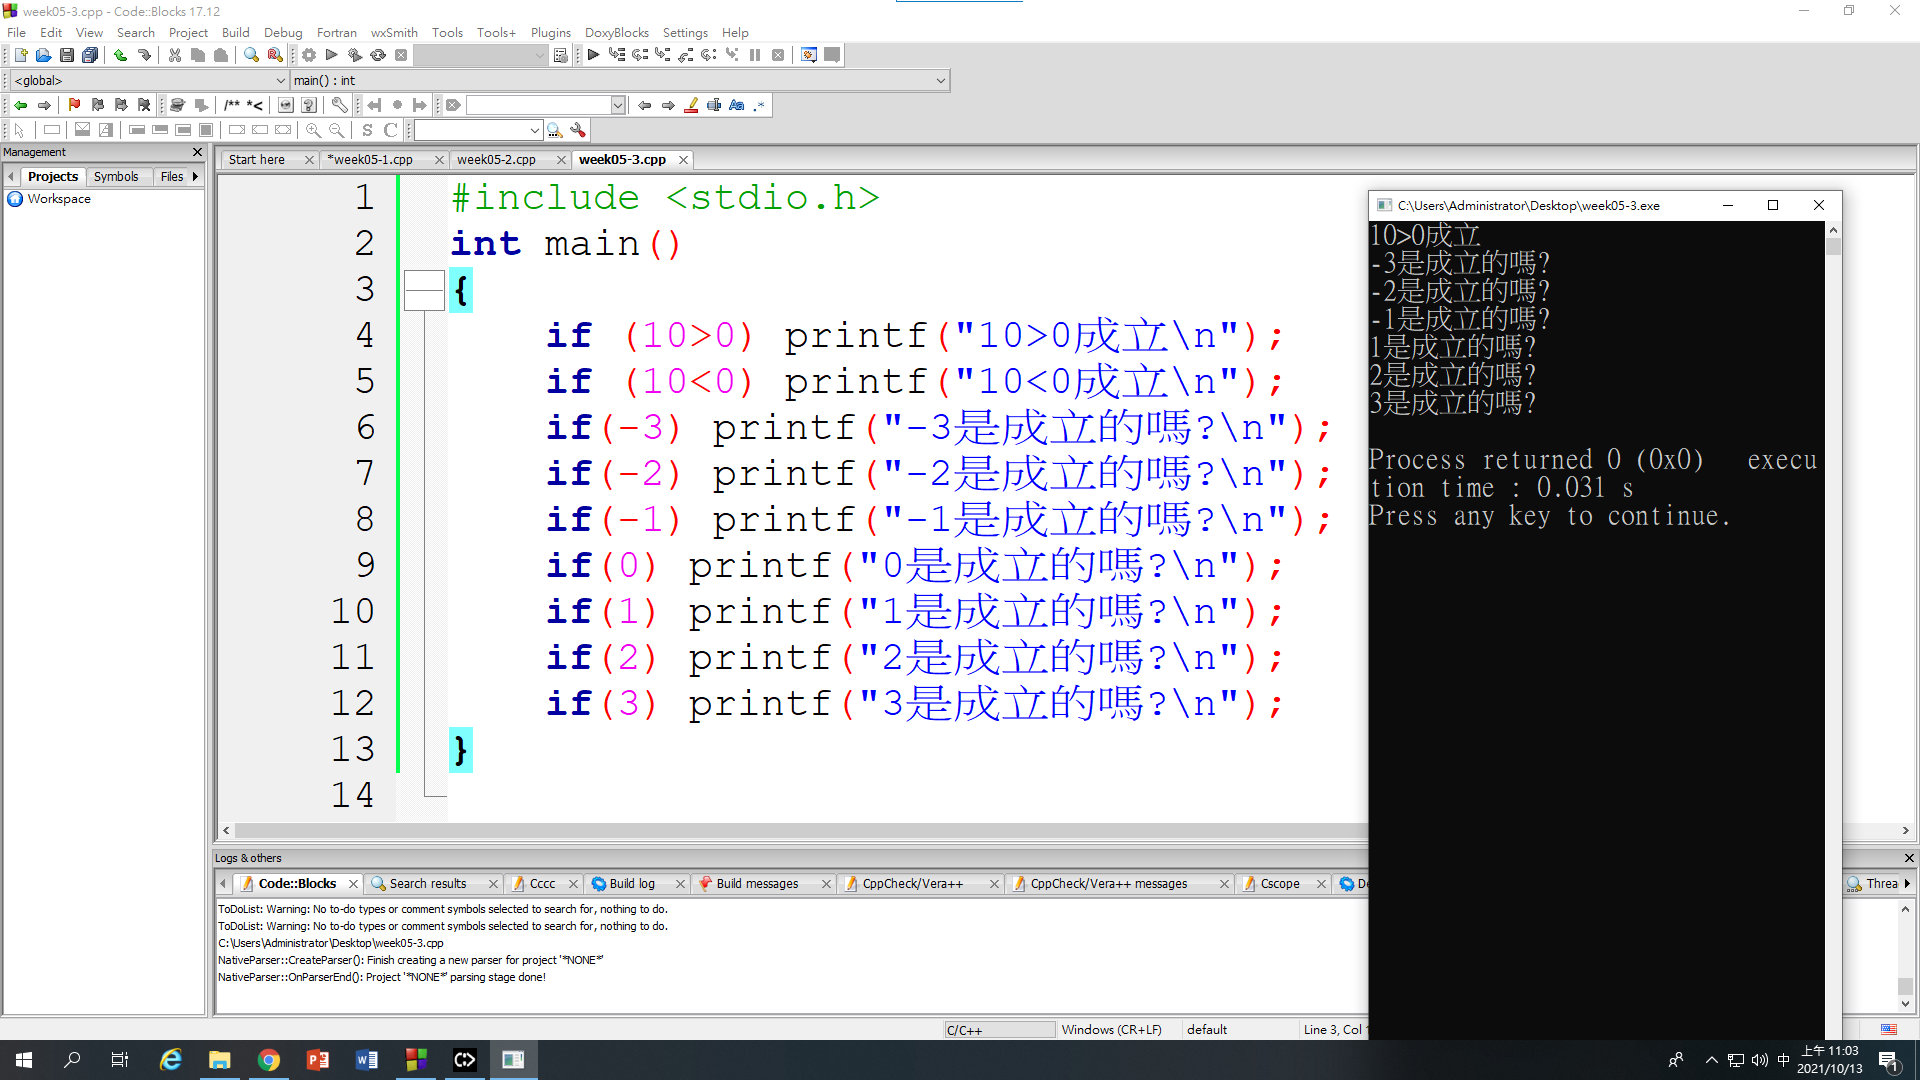 week05-3.cpp - Code::Blocks 17.12
File Edit View Search Project Build Debug Fortran wxSmith Tools Tools+ Plugins DoxyBlocks Settings Help
<global> main() : int
/** *<
S C
Management
Projects Symbols Files
Workspace
Start here *week05-1.cpp week05-2.cpp week05-3.cpp
1 #include <stdio.h>
2 int main()
3 {
4 if (10>0) printf("10>0成立\n");
5 if (10<0) printf("10<0成立\n");
6 if(-3) printf("-3是成立的嗎?\n");
7 if(-2) printf("-2是成立的嗎?\n");
8 if(-1) printf("-1是成立的嗎?\n");
9 if(0) printf("0是成立的嗎?\n");
10 if(1) printf("1是成立的嗎?\n");
11 if(2) printf("2是成立的嗎?\n");
12 if(3) printf("3是成立的嗎?\n");
13 }
14
C:\Users\Administrator\Desktop\week05-3.exe
10>0成立
-3是成立的嗎?
-2是成立的嗎?
-1是成立的嗎?
1是成立的嗎?
2是成立的嗎?
3是成立的嗎?
Process returned 0 (0x0) execu
tion time : 0.031 s
Press any key to continue.
Logs & others
Code::Blocks Search results Cccc Build log Build messages CppCheck/Vera++ CppCheck/Vera++ messages Cscope Threa
ToDoList: Warning: No to-do types or comment symbols selected to search for, nothing to do.
ToDoList: Warning: No to-do types or comment symbols selected to search for, nothing to do.
C:\Users\Administrator\Desktop\week05-3.cpp
NativeParser::CreateParser(): Finish creating a new parser for project '*NONE*'
NativeParser::OnParserEnd(): Project '*NONE*' parsing stage done!
C/C++ Windows (CR+LF) default Line 3, Col
中
上午 11:03
2021/10/13
1